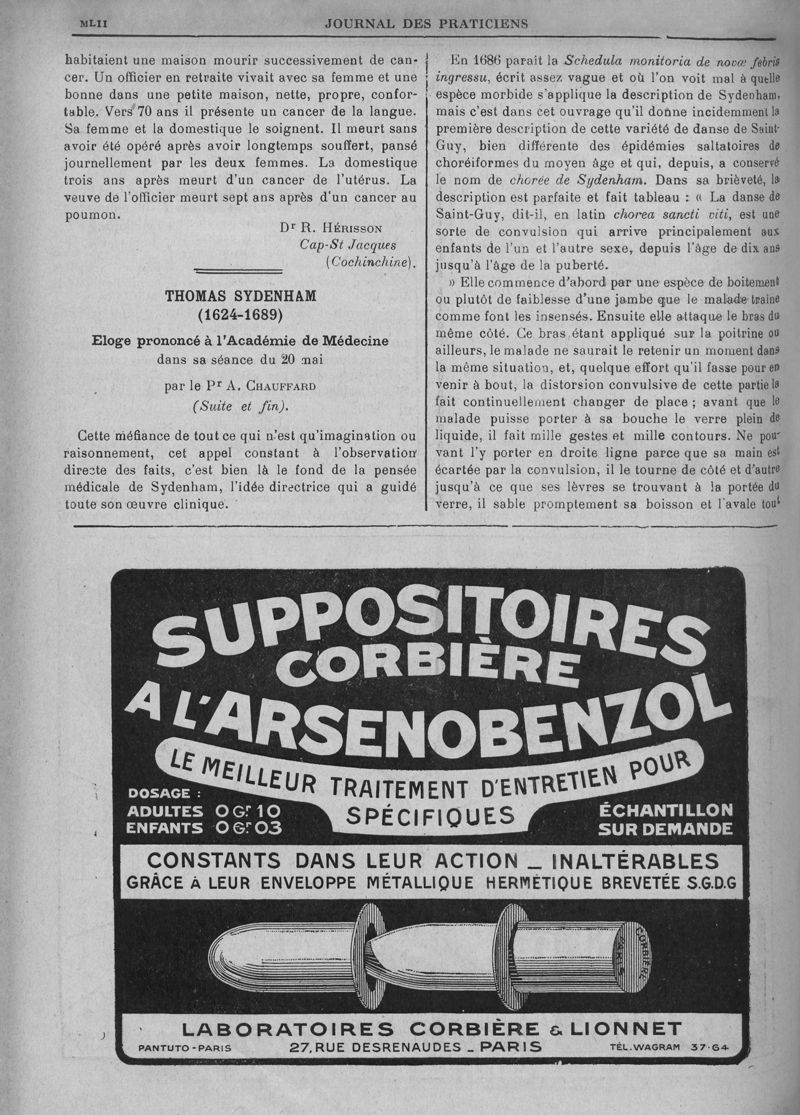 MLII
JOURNAL DES PRATICIENS
habitaient une maison mourir successivement de can-
cer. Un officier en retraite vivait avec sa femme et une
bonne dans une petite maison, nette, propre, confor-
table. Vers 70 ans il présente un cancer de la langue.
Sa femme et la domestique le soignent. Il meurt sans
avoir été opéré après avoir longtemps souffert, pansé
journellement par les deux femmes. La domestique
trois ans après meurt d'un cancer de l'utérus. La
veuve de l'officier meurt sept ans après d'un cancer au
poumon.
Dr R. HÉRISSON
Cap-St Jacques
(Cochinchine).
THOMAS SYDENHAM
(1624-1689)
Eloge prononcé à l'Académie de Médecine
dans sa séance du 20 mai
par le Pr A. CHAUFFARD
(Suite et fin).
Cette méfiance de tout ce qui n'est qu'imagination ou
raisonnement, cet appel constant à l'observation
directe des faits, c'est bien là le fond de la pensée
médicale de Sydenham, l'idée directrice qui a guidé
toute son œuvre clinique.
En 1686 parait la Schedula monitoria de novæ febris
ingressu, écrit assez vague et où l'on voit mal à quelle
espèce morbide s'applique la description de Sydenham,
mais c'est dans cet ouvrage qu'il donne incidemment la
première description de cette variété de danse de Saint-
Guy, bien différente des épidémies saltatoires de
choréiformes du moyen âge et qui, depuis, a conservé
le nom de chorée de Sydenham. Dans sa brièveté, la
description est parfaite et fait tableau : « La danse de
Saint-Guy, dit-il, en latin chorea sancti viti, est une
sorte de convulsion qui arrive principalement aux
enfants de l'un et l'autre sexe, depuis l'âge de dix ans
jusqu'à l'âge de la puberté.
» Elle commence d'abord par une espèce de boitement
ou plutôt de faiblesse d'une jambe que le malade traine
comme font les insensés. Ensuite elle attaque le bras du
même côté. Ce bras étant appliqué sur la poitrine ou
ailleurs, le malade ne saurait le retenir un moment dans
la même situation, et, quelque effort qu'il fasse pour en
venir à bout, la distorsion convulsive de cette partie la
fait continuellement changer de place ; avant que le
malade puisse porter à sa bouche le verre plein de
liquide, il fait mille gestes et mille contours. Ne pou-
vant l'y porter en droite ligne parce que sa main est
écartée par la convulsion, il le tourne de côté et d'autre
jusqu'à ce que ses lèvres se trouvant à la portée du
verre, il sable promptement sa boisson et l'avale tout
SUPPOSITOIRES
CORBIÈRE
A L'ARSENOBENZOL
LE MEILLEUR TRAITEMENT D'ENTRETIEN POUR
SPÉCIFIQUES
DOSAGE :
ADULTES 0 Gr 10
ENFANTS 0 Gr 03
ÉCHANTILLON
SUR DEMANDE
CONSTANTS DANS LEUR ACTION _ INALTÉRABLES
GRÂCE A LEUR ENVELOPPE MÉTALLIQUE HERMÉTIQUE BREVETÉE S.G.D.G
CORBIÈRE
PARIS
LABORATOIRES CORBIÈRE & LIONNET
PANTUTO-PARIS
27, RUE DESRENAUDES _ PARIS
TÉL. WAGRAM 37-64